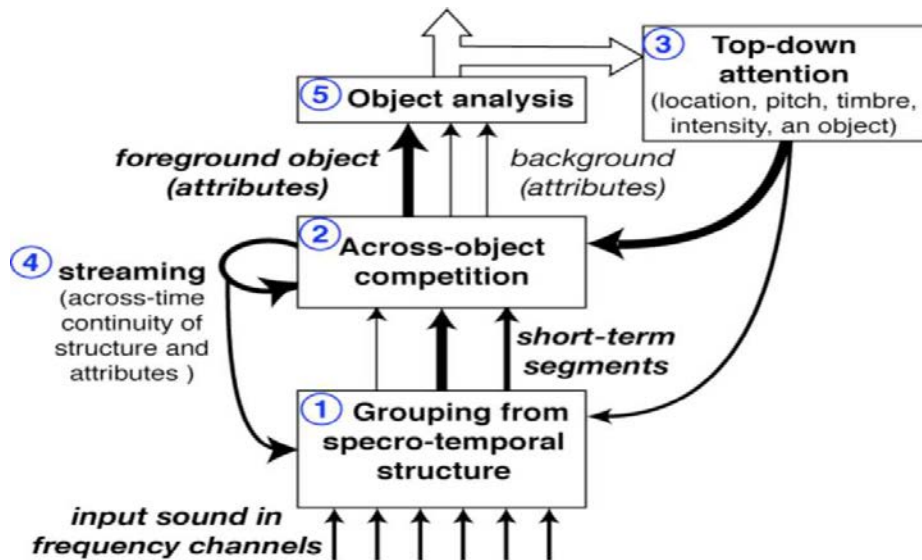 3 Top-down
attention
(location, pitch, timbre,
intensity, an object)
5 Object analysis
foreground object
(attributes)
background
(attributes)
2 Across-object
competition
4 streaming
(across-time
continuity of
structure and
attributes )
short-term
segments
1 Grouping from
specro-temporal
structure
input sound in
frequency channels